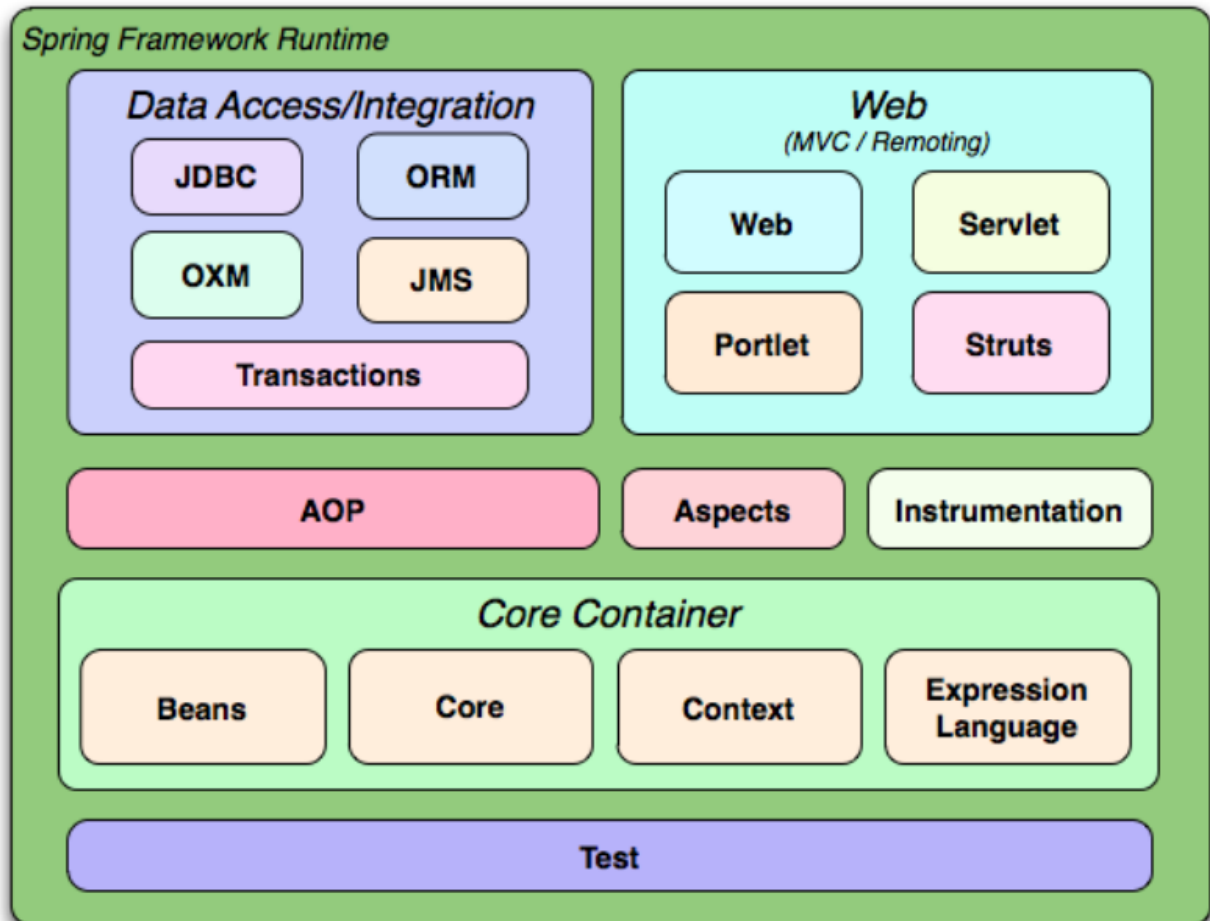 Spring Framework Runtime
Data Access/Integration
JDBC
ORM
OXM
JMS
Transactions
Web
(MVC / Remoting)
Web
Servlet
Portlet
Struts
AOP
Aspects
Instrumentation
Core Container
Beans
Core
Context
Expression
Language
Test